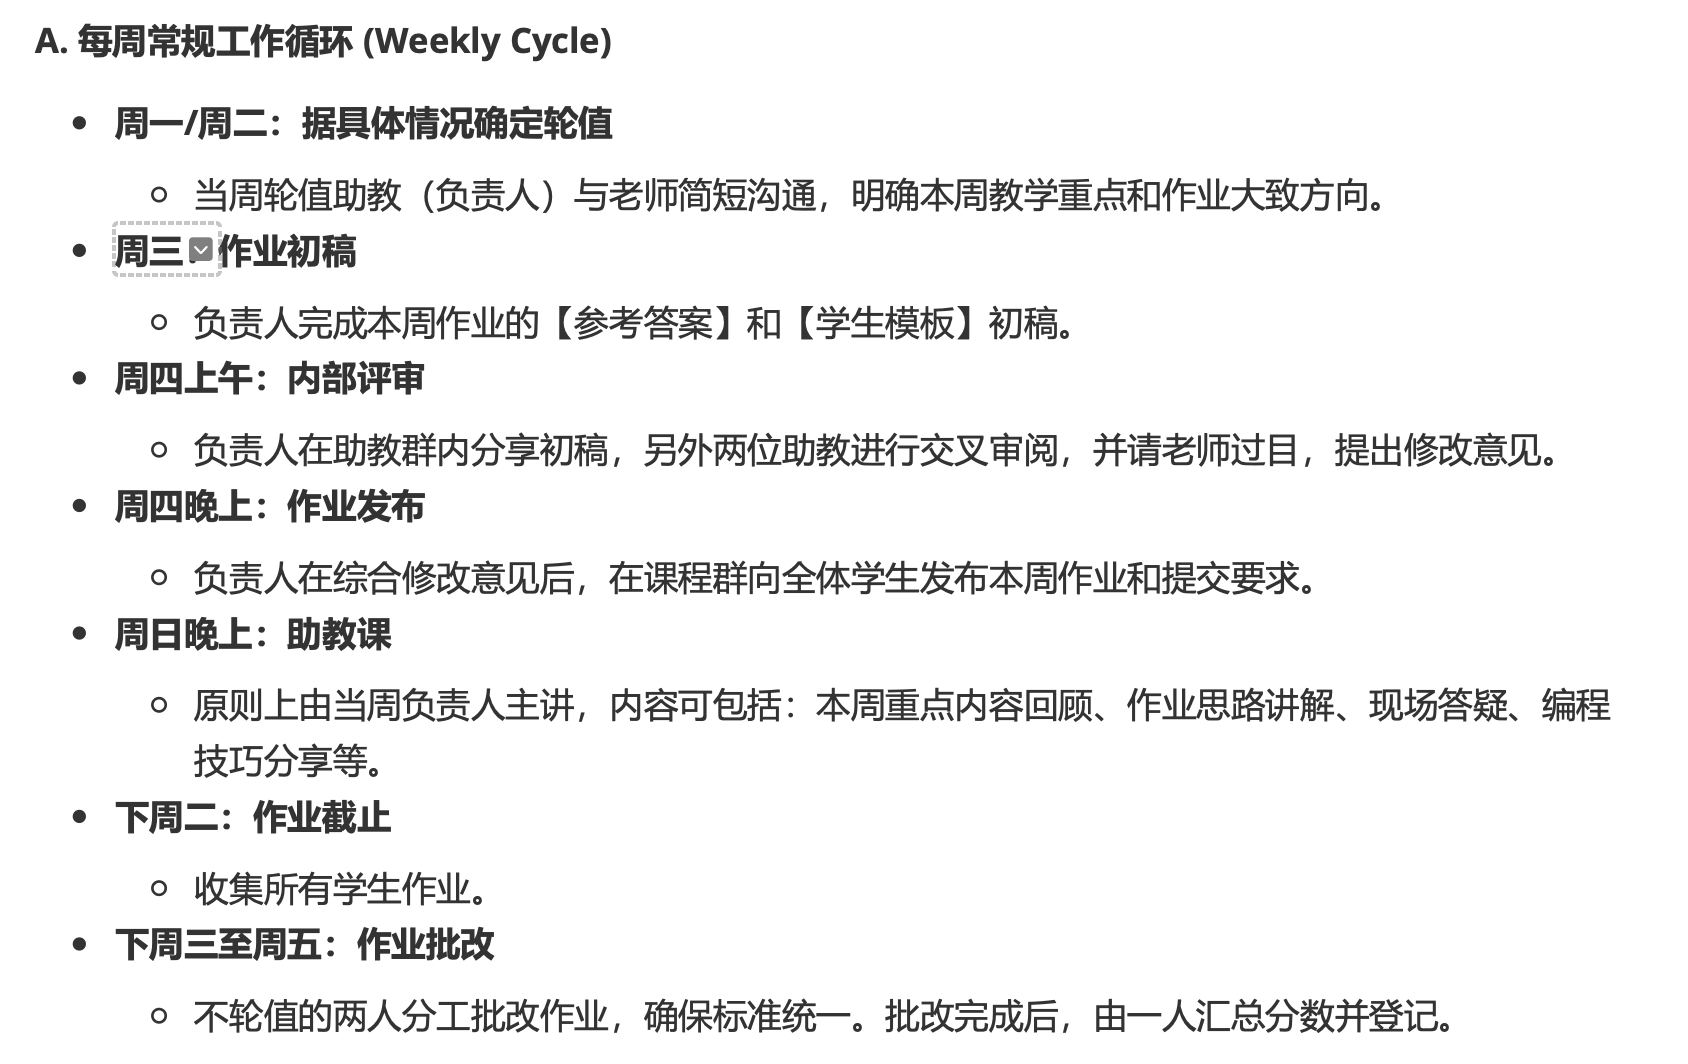 A. 每周常规工作循环 (Weekly Cycle)
周一/周二：据具体情况确定轮值
当周轮值助教（负责人）与老师简短沟通，明确本周教学重点和作业大致方向。
周三：作业初稿
负责人完成本周作业的【参考答案】和【学生模板】初稿。
周四上午：内部评审
负责人在助教群内分享初稿，另外两位助教进行交叉审阅，并请老师过目，提出修改意见。
周四晚上：作业发布
负责人在综合修改意见后，在课程群向全体学生发布本周作业和提交要求。
周日晚上：助教课
原则上由当周负责人主讲，内容可包括：本周重点内容回顾、作业思路讲解、现场答疑、编程
技巧分享等。
下周二：作业截止
收集所有学生作业。
下周三至周五：作业批改
不轮值的两人分工批改作业，确保标准统一。批改完成后，由一人汇总分数并登记。